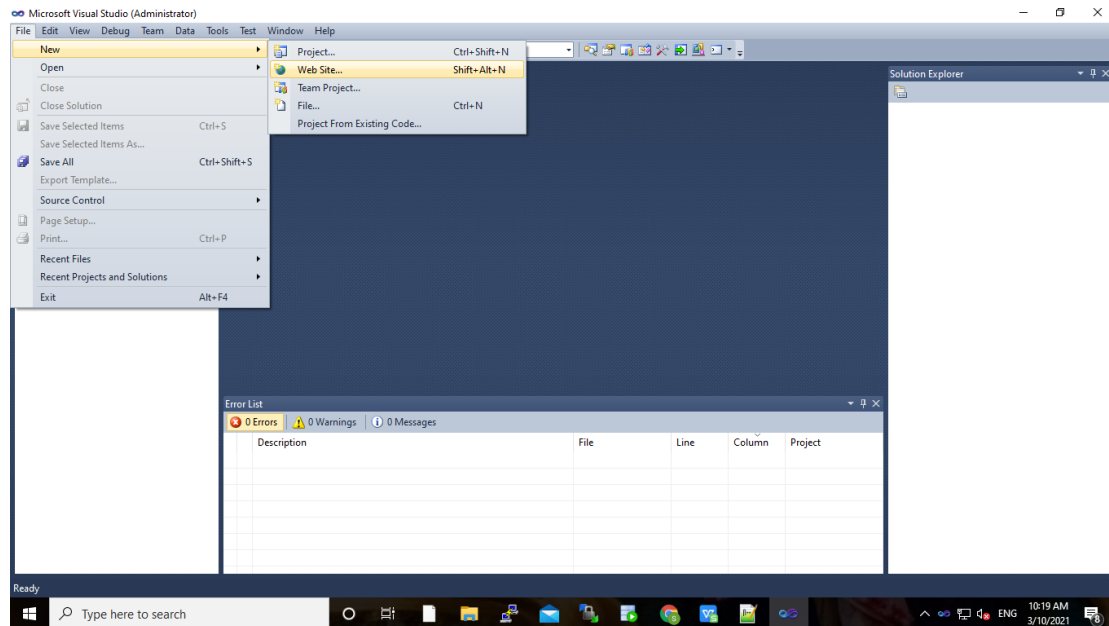 Microsoft Visual Studio (Administrator)
File Edit View Debug Team Data Tools Test Window Help
New
Project... Ctrl+Shift+N
Open
Web Site... Shift+Alt+N
Close
Team Project...
Close Solution
File... Ctrl+N
Save Selected Items Ctrl+S
Project From Existing Code...
Save Selected Items As...
Save All Ctrl+Shift+S
Export Template...
Source Control
Page Setup...
Print... Ctrl+P
Recent Files
Recent Projects and Solutions
Exit Alt+F4
Solution Explorer
Error List
0 Errors 0 Warnings 0 Messages
Description File Line Column Project
Ready
Type here to search
ENG
10:19 AM
3/10/2021
8